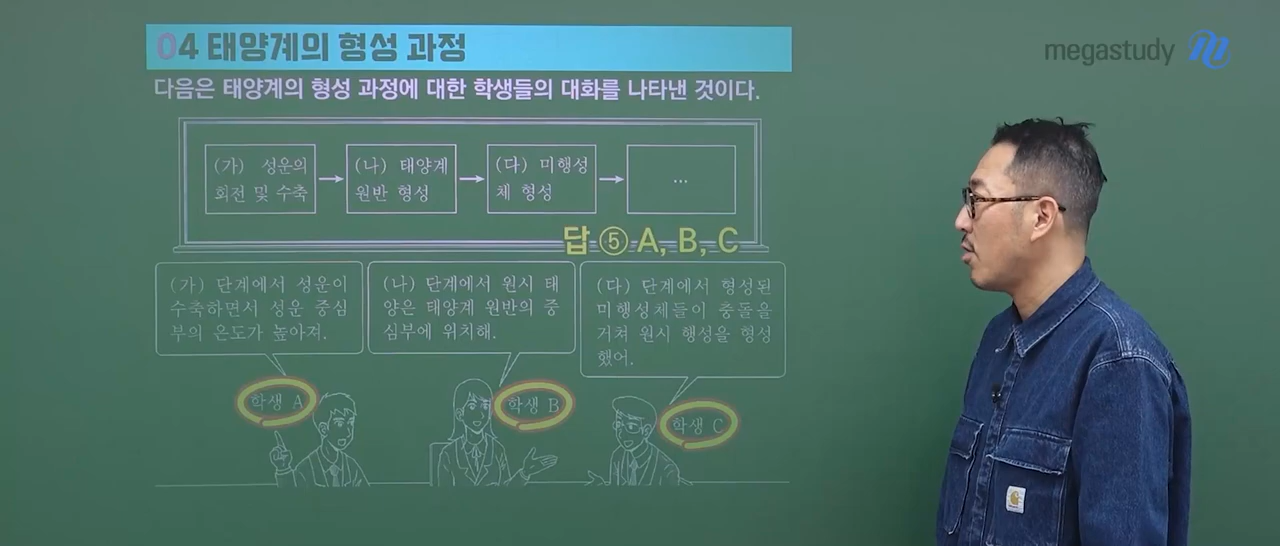 04 태양계의 형성 과정
megastudy
다음은 태양계의 형성 과정에 대한 학생들의 대화를 나타낸 것이다.
(가) 성운의
회전 및 수축
(나) 태양계
원반 형성
(다) 미행성
체 형성
…
답 ⑤ A, B, C
(가) 단계에서 성운이
수축하면서 성운 중심
부의 온도가 높아져.
(나) 단계에서 원시 태
양은 태양계 원반의 중
심부에 위치해.
(다) 단계에서 형성된
미행성체들이 충돌을
거쳐 원시 행성을 형성
했어.
학생 A
학생 B
학생 C